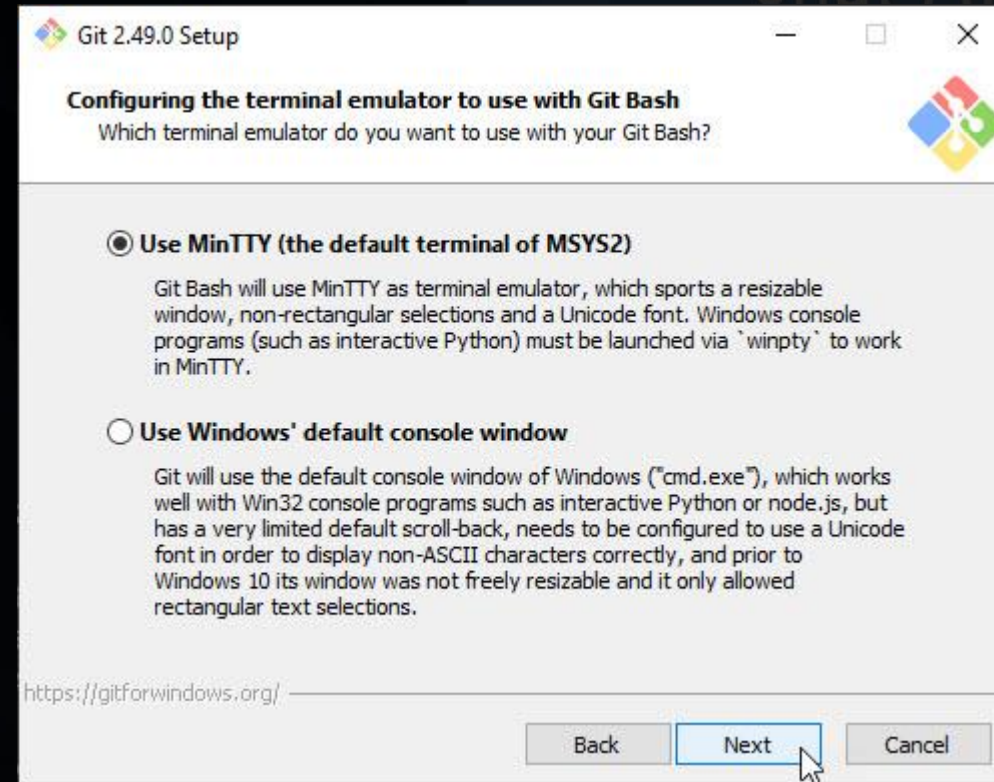 Git 2.49.0 Setup
Configuring the terminal emulator to use with Git Bash
Which terminal emulator do you want to use with your Git Bash?
Use MinTTY (the default terminal of MSYS2)
Git Bash will use MinTTY as terminal emulator, which sports a resizable
window, non-rectangular selections and a Unicode font. Windows console
programs (such as interactive Python) must be launched via `winpty` to work
in MinTTY.
Use Windows' default console window
Git will use the default console window of Windows ("cmd.exe"), which works
well with Win32 console programs such as interactive Python or node.js, but
has a very limited default scroll-back, needs to be configured to use a Unicode
font in order to display non-ASCII characters correctly, and prior to
Windows 10 its window was not freely resizable and it only allowed
rectangular text selections.
https://gitforwindows.org/
Back Next Cancel